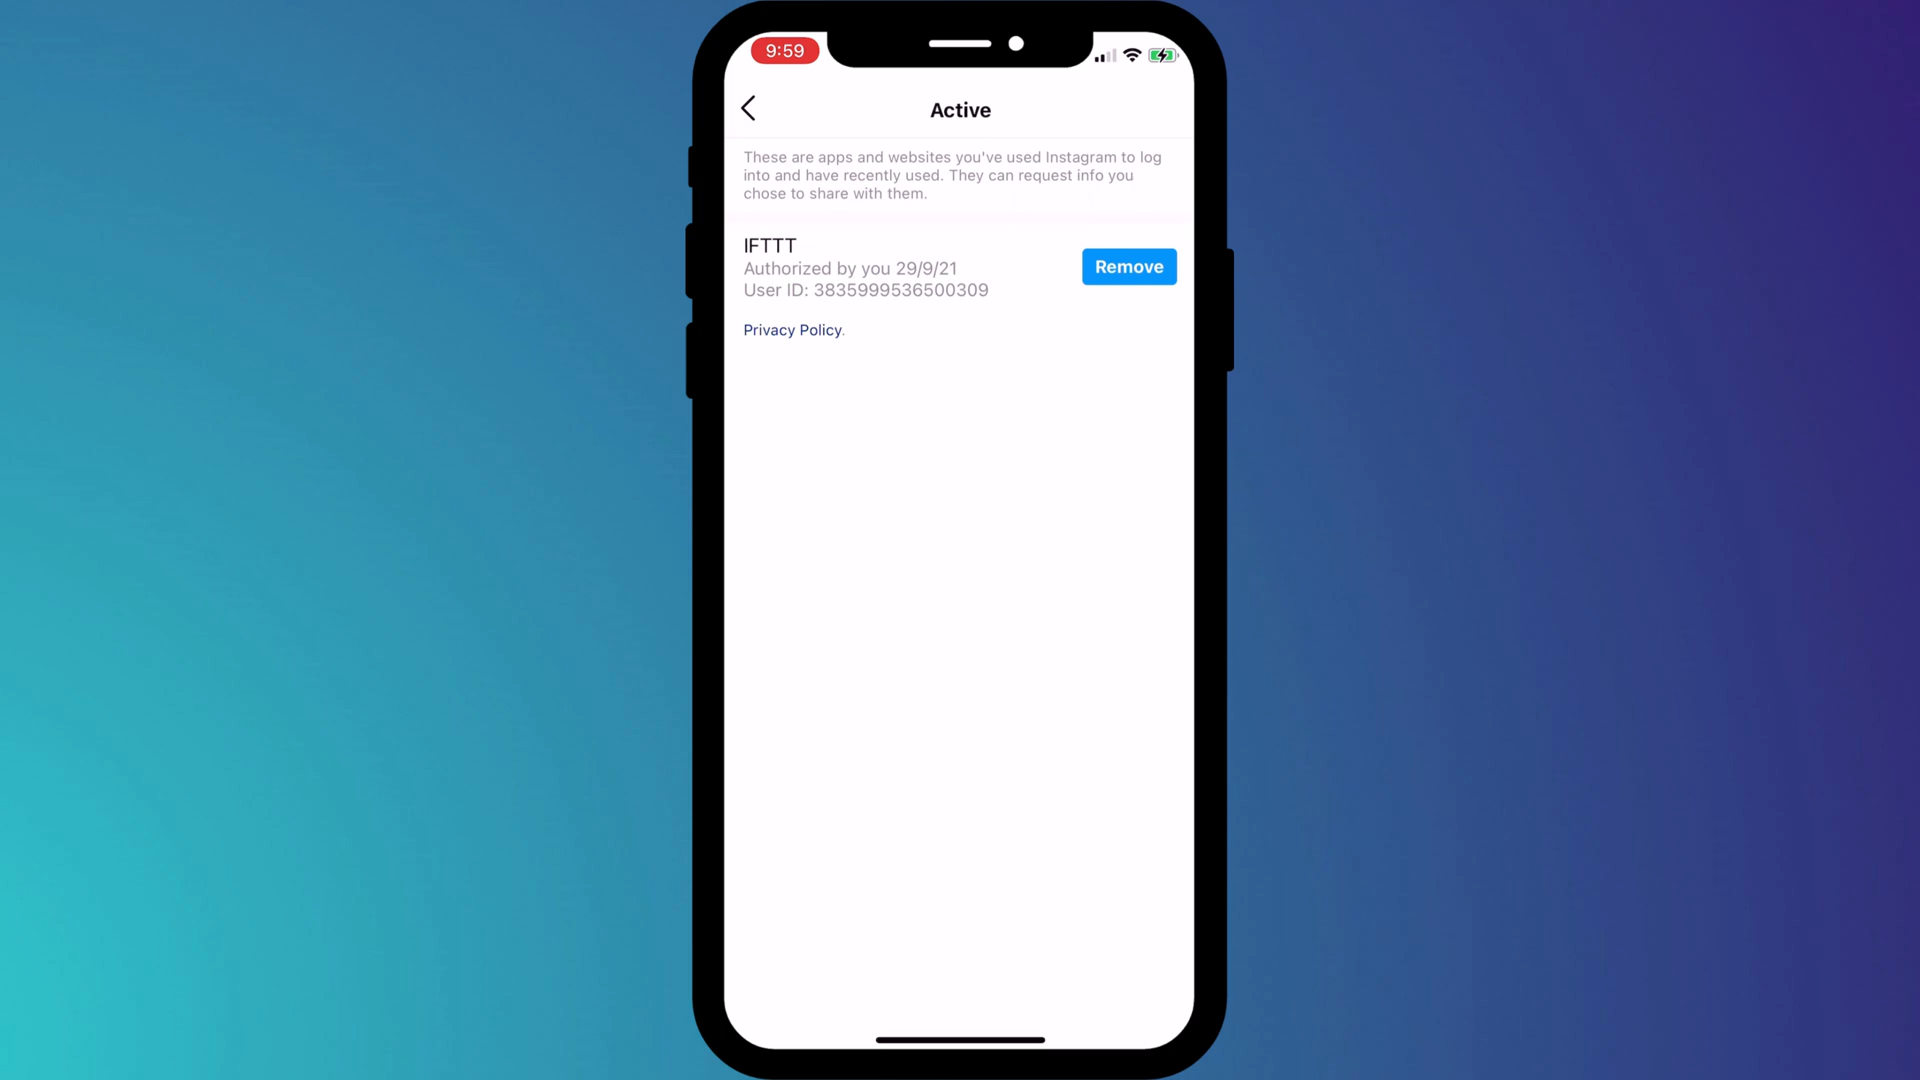 9:59
Active
These are apps and websites you've used Instagram to log
into and have recently used. They can request info you
chose to share with them.
IFTTT
Authorized by you 29/9/21
User ID: 3835999536500309
Remove
Privacy Policy.